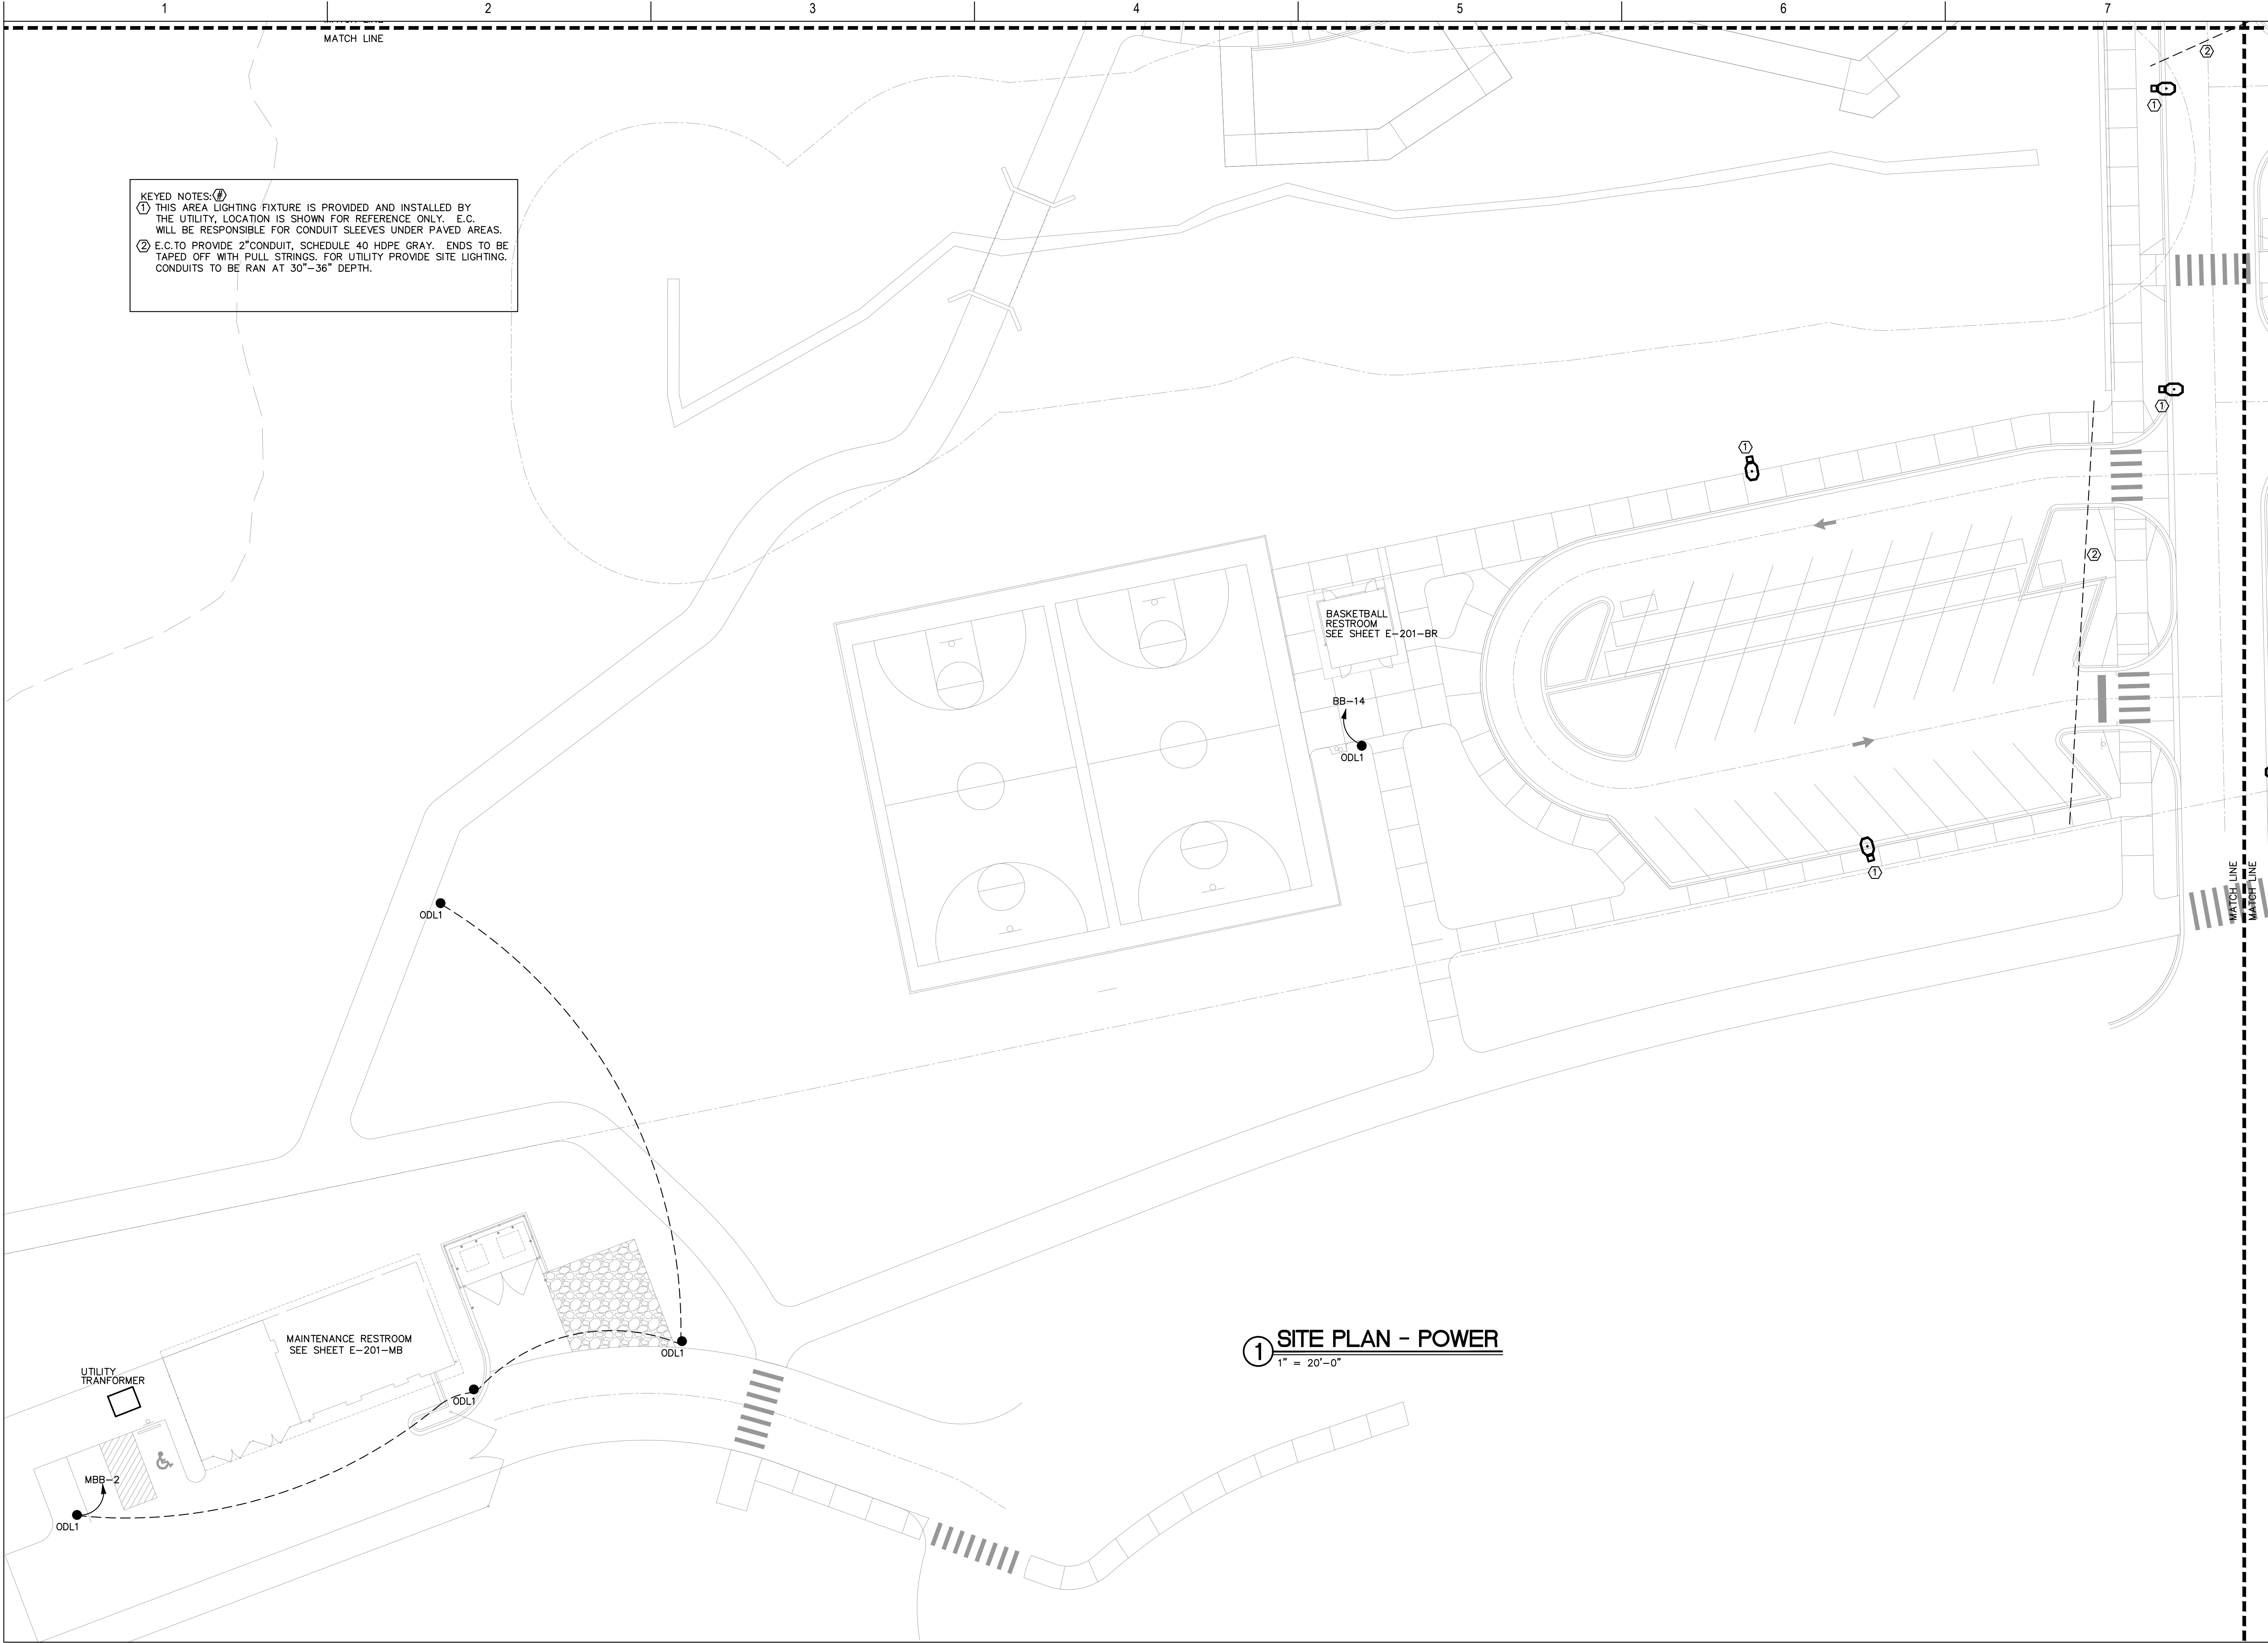 1 2 3 4 5 6 7
MATCH LINE
KEYED NOTES: #
1 THIS AREA LIGHTING FIXTURE IS PROVIDED AND INSTALLED BY
THE UTILITY, LOCATION IS SHOWN FOR REFERENCE ONLY. E.C.
WILL BE RESPONSIBLE FOR CONDUIT SLEEVES UNDER PAVED AREAS.
2 E.C.TO PROVIDE 2"CONDUIT, SCHEDULE 40 HDPE GRAY. ENDS TO BE
TAPED OFF WITH PULL STRINGS. FOR UTILITY PROVIDE SITE LIGHTING.
CONDUITS TO BE RAN AT 30"-36" DEPTH.
2
1
1
1
2
BASKETBALL
RESTROOM
SEE SHEET E-201-BR
BB-14
ODL1
1
MATCH LINE
MATCH LINE
ODL1
MAINTENANCE RESTROOM
SEE SHEET E-201-MB
UTILITY
TRANFORMER
ODL1
ODL1
MBB-2
ODL1
1 SITE PLAN - POWER
1" = 20'-0"